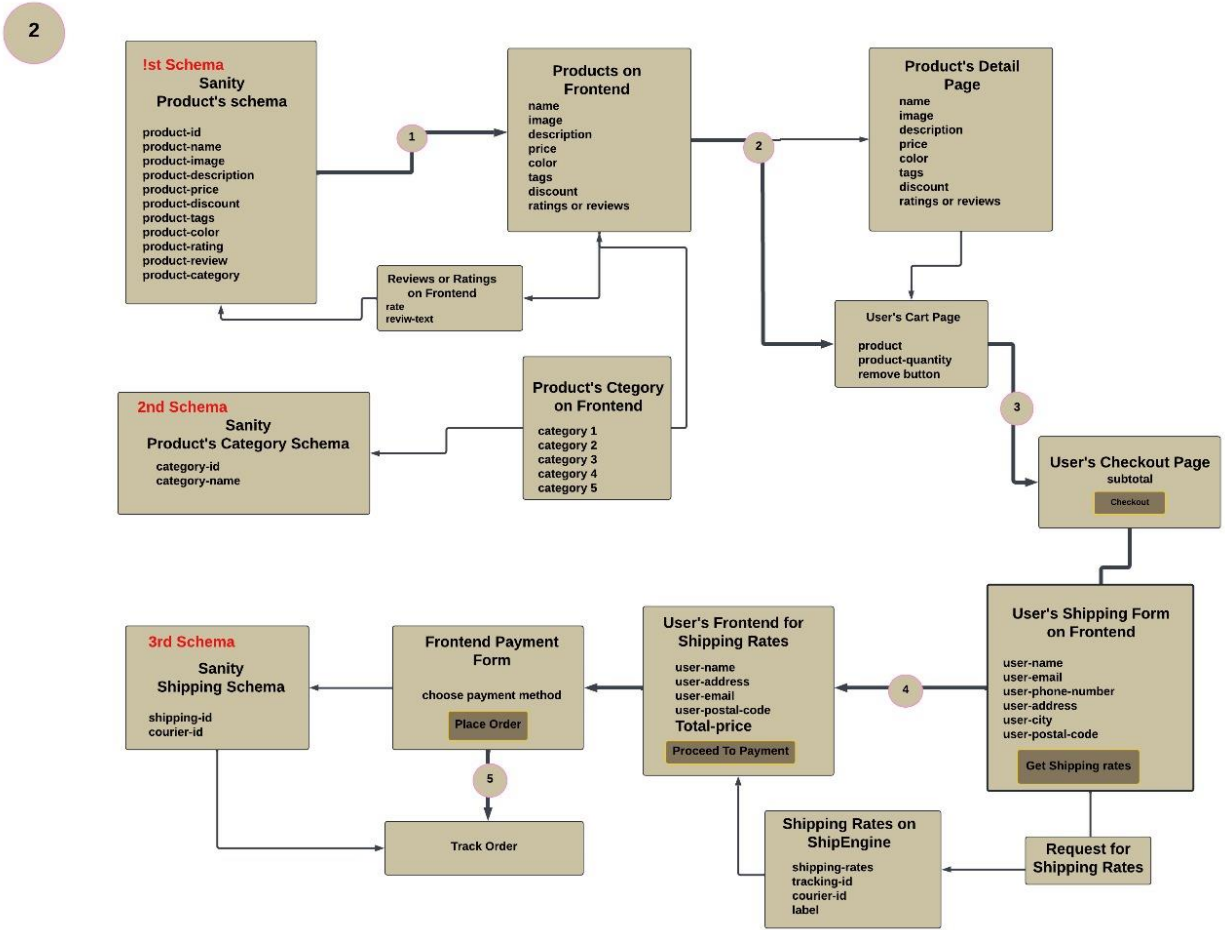 2
!st Schema
Sanity
Product's schema
product-id
product-name
product-image
product-description
product-price
product-discount
product-tags
product-color
product-rating
product-review
product-category
1
Products on
Frontend
name
image
description
price
color
tags
discount
ratings or reviews
2
Product's Detail
Page
name
image
description
price
color
tags
discount
ratings or reviews
Reviews or Ratings
on Frontend
rate
reviw-text
User's Cart Page
product
product-quantity
remove button
3
2nd Schema
Sanity
Product's Category Schema
category-id
category-name
Product's Ctegory
on Frontend
category 1
category 2
category 3
category 4
category 5
User's Checkout Page
subtotal
Checkout
3rd Schema
Sanity
Shipping Schema
shipping-id
courier-id
Frontend Payment
Form
choose payment method
Place Order
5
User's Frontend for
Shipping Rates
user-name
user-address
user-email
user-postal-code
Total-price
Proceed To Payment
4
User's Shipping Form
on Frontend
user-name
user-email
user-phone-number
user-address
user-city
user-postal-code
Get Shipping rates
Track Order
Shipping Rates on
ShipEngine
shipping-rates
tracking-id
courier-id
label
Request for
Shipping Rates